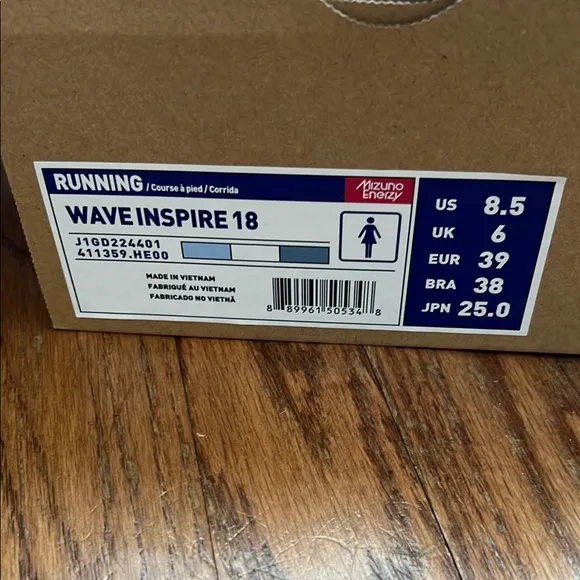 RUNNING / Course à pied / Corrida
Mizuno
Enerzy
WAVE INSPIRE 18
J1GD224401
411359.HE00
MADE IN VIETNAM
FABRIQUÉ AU VIETNAM
FABRICADO NO VIETNÃ
8 89961 50534 8
US 8.5
UK 6
EUR 39
BRA 38
JPN 25.0